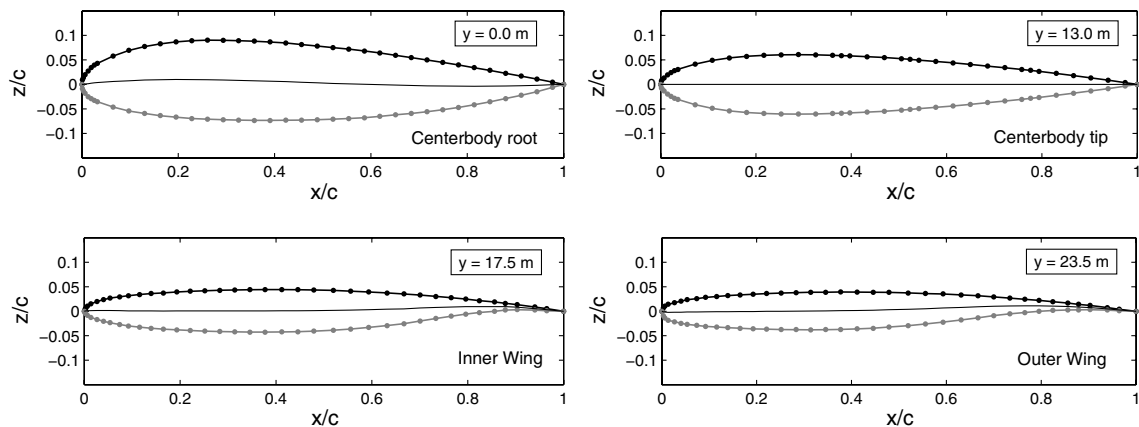 z/c
0.1
0.05
0
−0.05
−0.1
y = 0.0 m
Centerbody root
0 0.2 0.4 0.6 0.8 1
x/c
z/c
0.1
0.05
0
−0.05
−0.1
y = 13.0 m
Centerbody tip
0 0.2 0.4 0.6 0.8 1
x/c
z/c
0.1
0.05
0
−0.05
−0.1
y = 17.5 m
Inner Wing
0 0.2 0.4 0.6 0.8 1
x/c
z/c
0.1
0.05
0
−0.05
−0.1
y = 23.5 m
Outer Wing
0 0.2 0.4 0.6 0.8 1
x/c